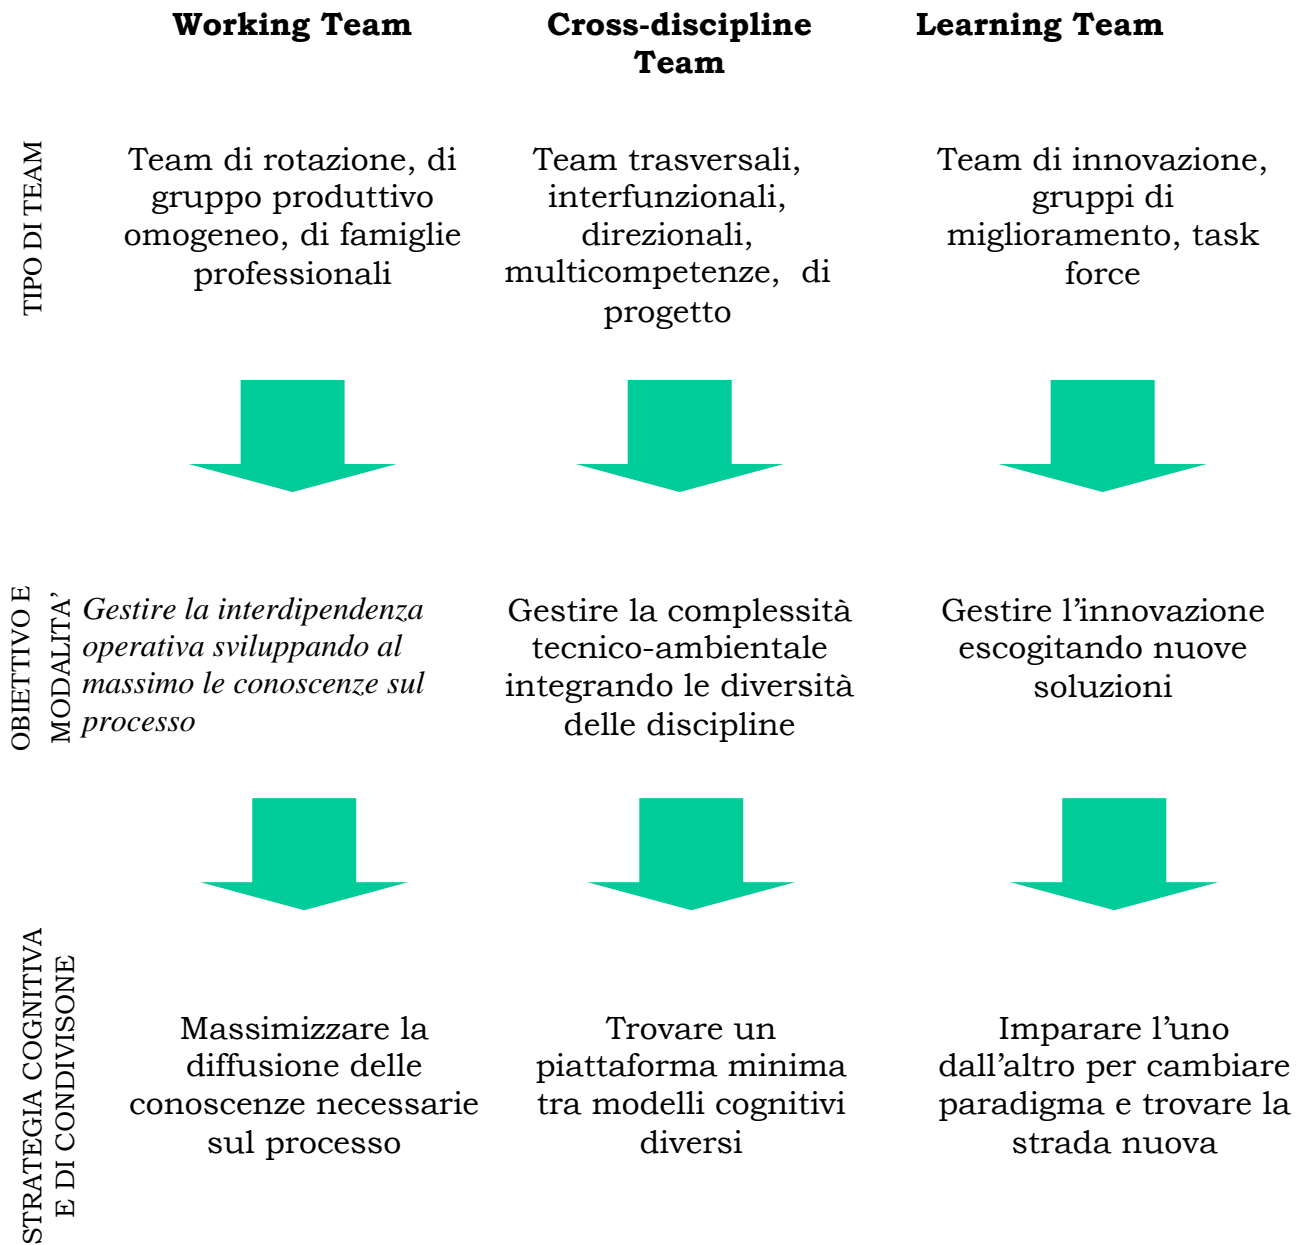 Working Team
Cross-discipline
Team
Learning Team
TIPO DI TEAM
Team di rotazione, di
gruppo produttivo
omogeneo, di famiglie
professionali
Team trasversali,
interfunzionali,
direzionali,
multicompetenze, di
progetto
Team di innovazione,
gruppi di
miglioramento, task
force
OBIETTIVO E
MODALITA’
Gestire la interdipendenza
operativa sviluppando al
massimo le conoscenze sul
processo
Gestire la complessità
tecnico-ambientale
integrando le diversità
delle discipline
Gestire l’innovazione
escogitando nuove
soluzioni
STRATEGIA COGNITIVA
E DI CONDIVISONE
Massimizzare la
diffusione delle
conoscenze necessarie
sul processo
Trovare un
piattaforma minima
tra modelli cognitivi
diversi
Imparare l’uno
dall’altro per cambiare
paradigma e trovare la
strada nuova